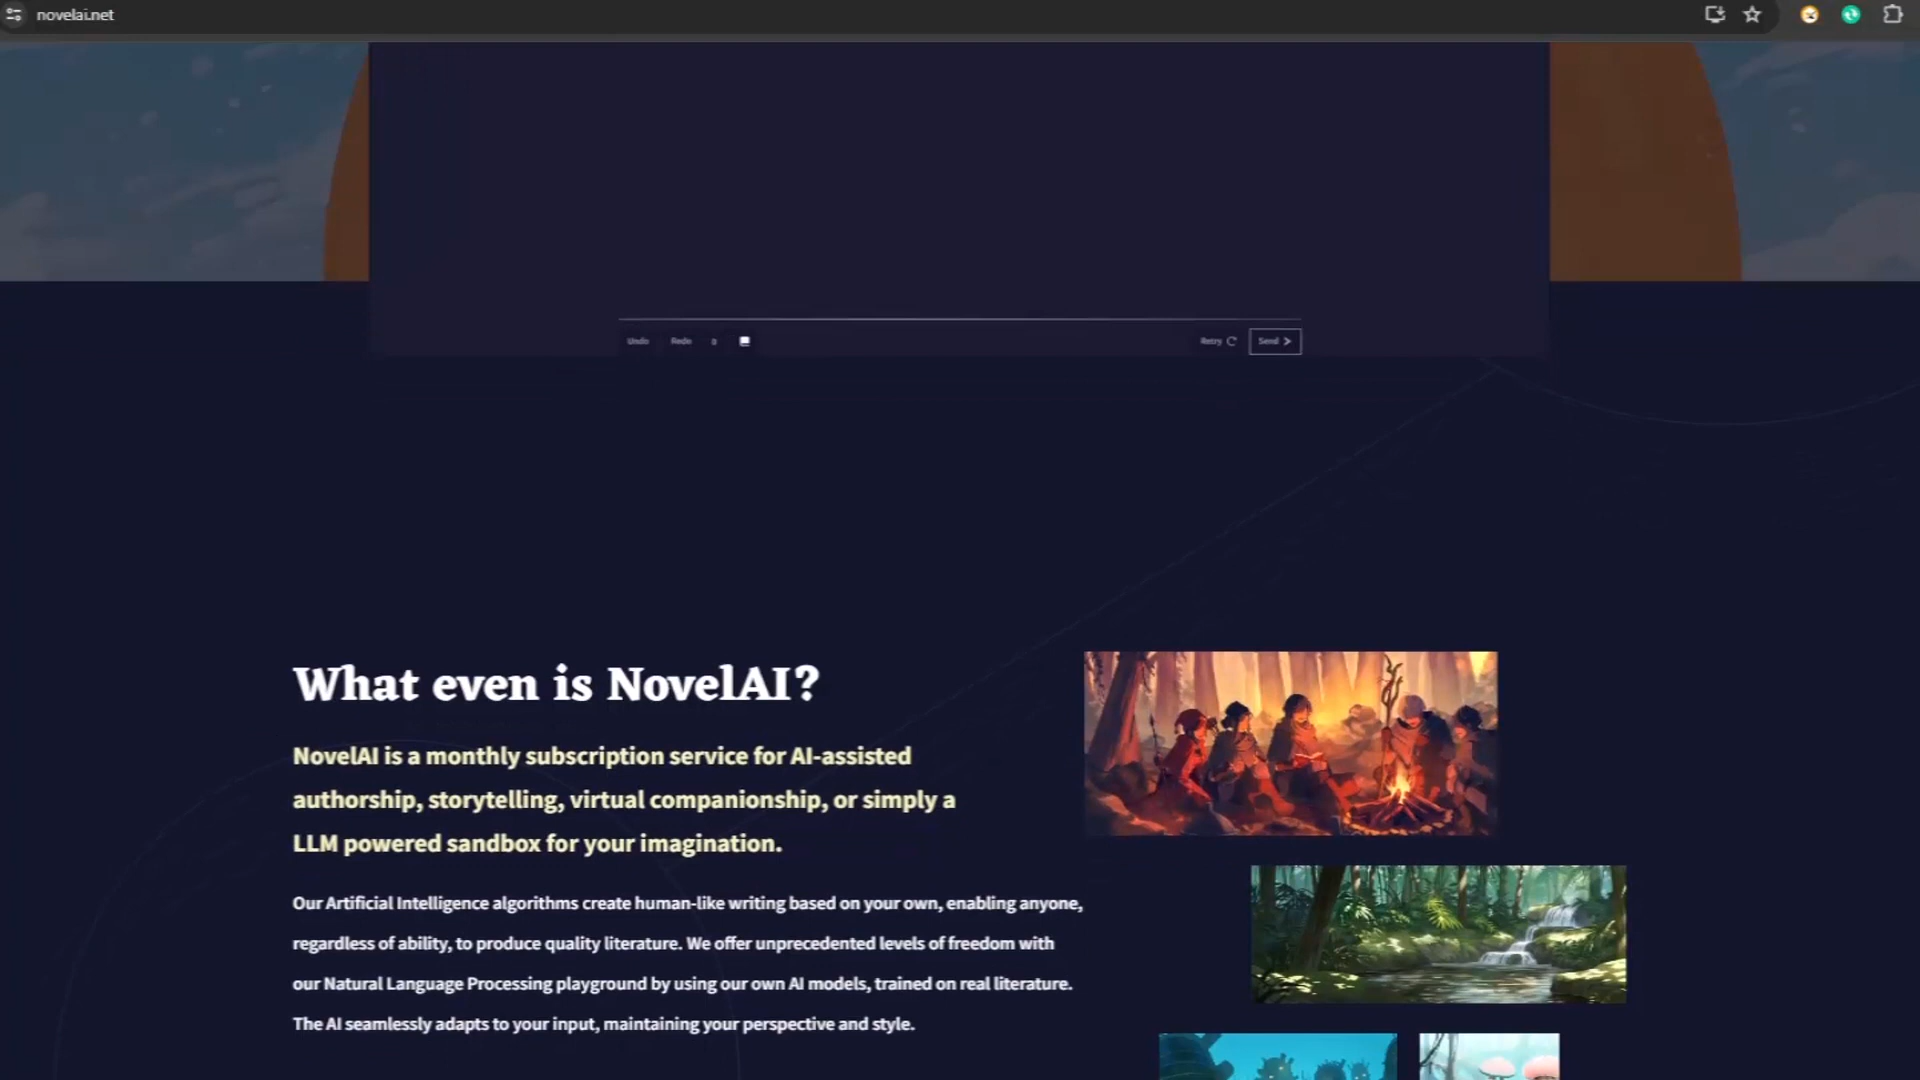 novelai.net
Undo Redo 0
Retry Send
What even is NovelAI?
NovelAI is a monthly subscription service for AI-assisted
authorship, storytelling, virtual companionship, or simply a
LLM powered sandbox for your imagination.
Our Artificial Intelligence algorithms create human-like writing based on your own, enabling anyone,
regardless of ability, to produce quality literature. We offer unprecedented levels of freedom with
our Natural Language Processing playground by using our own AI models, trained on real literature.
The AI seamlessly adapts to your input, maintaining your perspective and style.